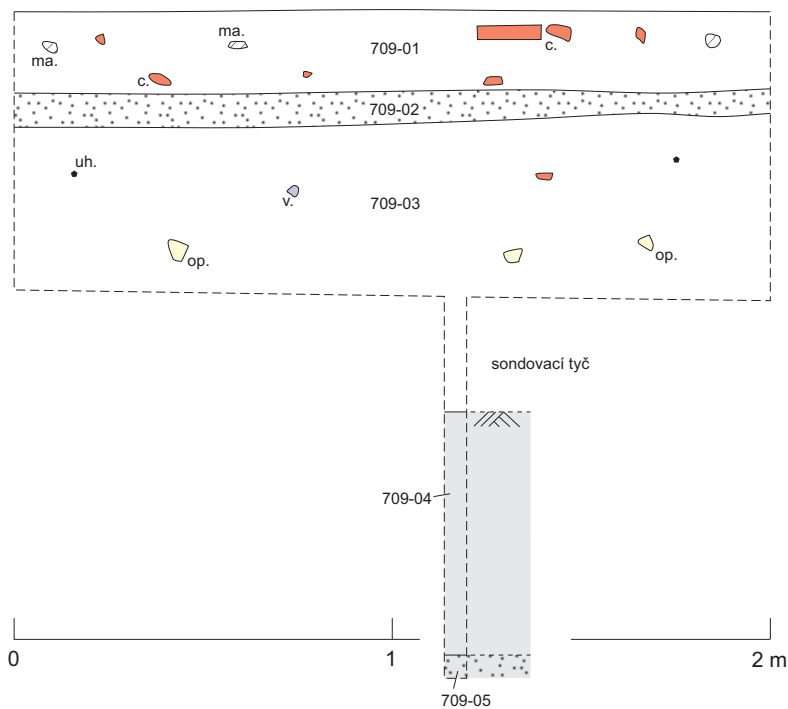 ma.
709-01
ma.
c.
c.
709-02
uh.
v.
709-03
op.
op.
sondovací tyč
709-04
0
1
2 m
709-05